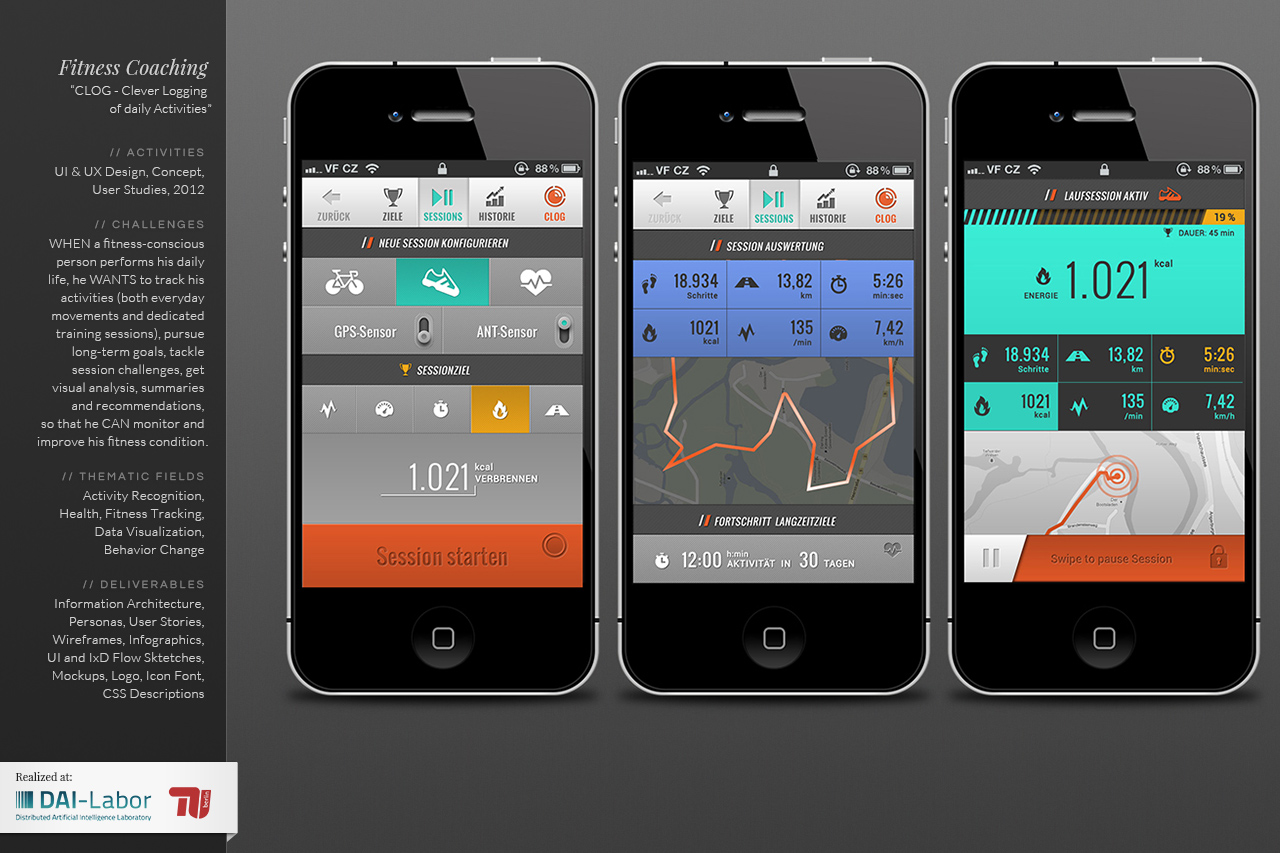 Fitness Coaching
"CLOG - Clever Logging
of daily Activities"
// ACTIVITIES
UI & UX Design, Concept,
User Studies, 2012
// CHALLENGES
WHEN a fitness-conscious
person performs his daily
life, he WANTS to track his
activities (both everyday
movements and dedicated
training sessions), pursue
long-term goals, tackle
session challenges, get
visual analysis, summaries
and recommendations,
so that he CAN monitor and
improve his fitness condition.
// THEMATIC FIELDS
Activity Recognition,
Health, Fitness Tracking,
Data Visualization,
Behavior Change
// DELIVERABLES
Information Architecture,
Personas, User Stories,
Wireframes, Infographics,
UI and IxD Flow Sktetches,
Mockups, Logo, Icon Font,
CSS Descriptions
Realized at:
DAI-Labor
Distributed Artificial Intelligence Laboratory
TU berlin
VF CZ 88 %
ZURÜCK ZIELE SESSIONS HISTORIE CLOG
// NEUE SESSION KONFIGURIEREN
GPS-Sensor ANT-Sensor
SESSIONZIEL
1.021 kcal
VERBRENNEN
Session starten
VF CZ 88 %
ZURÜCK ZIELE SESSIONS HISTORIE CLOG
// SESSION AUSWERTUNG
18.934 13,82 5:26
Schritte km min:sec
1021 135 7,42
kcal /min km/h
// FORTSCHRITT LANGZEITZIELE
12:00 h:min AKTIVITÄT IN 30 TAGEN
VF CZ 88 %
// LAUFSESSION AKTIV
19 %
DAUER: 45 min
ENERGIE 1.021 kcal
18.934 13,82 5:26
Schritte km min:sec
1021 135 7,42
kcal /min km/h
Swipe to pause Session